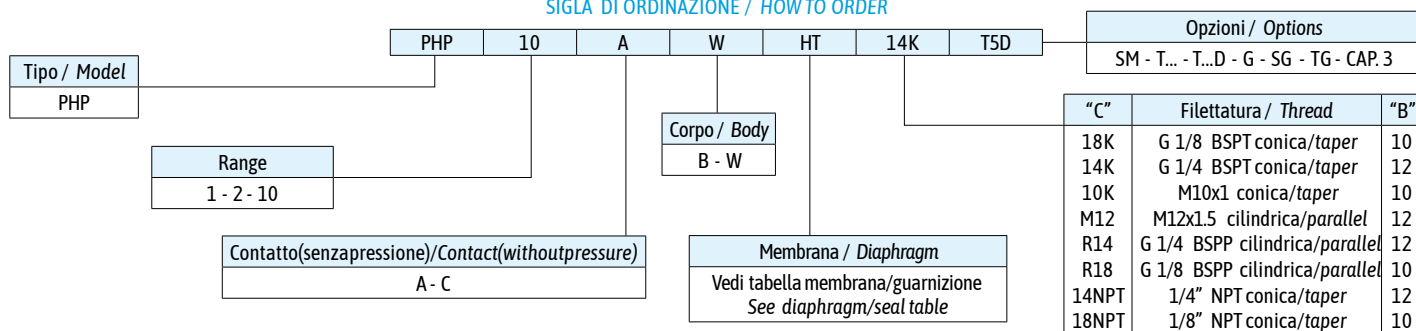 SIGLA DI ORDINAZIONE / HOW TO ORDER
PHP 10 A W HT 14K T5D
Opzioni / Options
SM - T... - T...D - G - SG - TG - CAP. 3
Tipo / Model
PHP
Range
1 - 2 - 10
Contatto(senzapressione)/Contact(withoutpressure)
A - C
Corpo / Body
B - W
Membrana / Diaphragm
Vedi tabella membrana/guarnizione
See diaphragm/seal table
“C” Filettatura / Thread “B”
18K G 1/8 BSPT conica/taper 10
14K G 1/4 BSPT conica/taper 12
10K M10x1 conica/taper 10
M12 M12x1.5 cilindrica/parallel 12
R14 G 1/4 BSPP cilindrica/parallel 12
R18 G 1/8 BSPP cilindrica/parallel 10
14NPT 1/4” NPT conica/taper 12
18NPT 1/8” NPT conica/taper 10